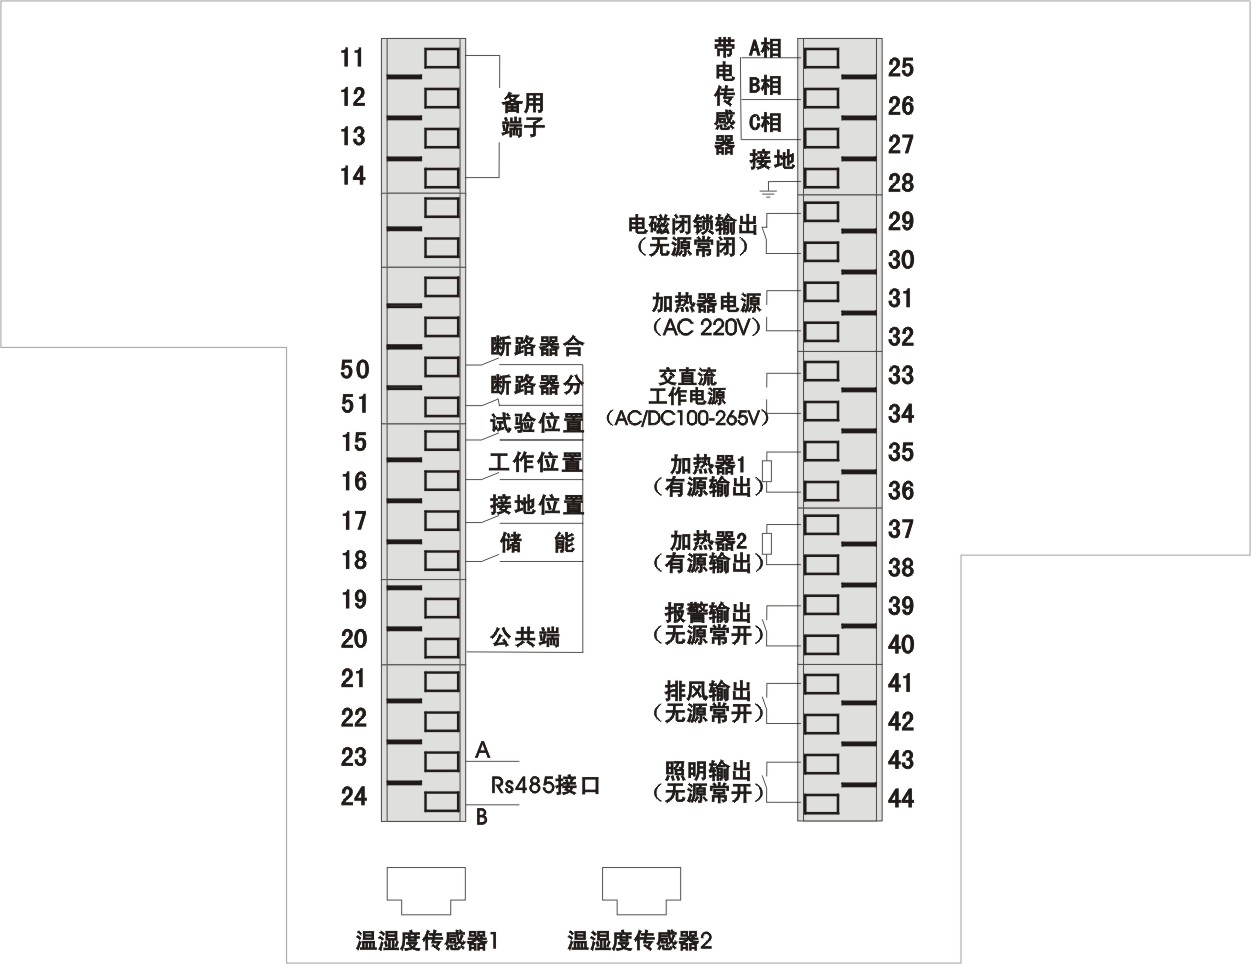 11
12
13
14
备用
端子
50
51
15
16
17
18
19
20
21
22
23
24
断路器合
断路器分
试验位置
工作位置
接地位置
储 能
公共端
A
Rs485接口
B
带电传感器
A相
B相
C相
接地
电磁闭锁输出
（无源常闭）
加热器电源
（AC 220V）
交直流
工作电源
（AC/DC100-265V）
加热器1
（有源输出）
加热器2
（有源输出）
报警输出
（无源常开）
排风输出
（无源常开）
照明输出
（无源常开）
25
26
27
28
29
30
31
32
33
34
35
36
37
38
39
40
41
42
43
44
温湿度传感器1
温湿度传感器2